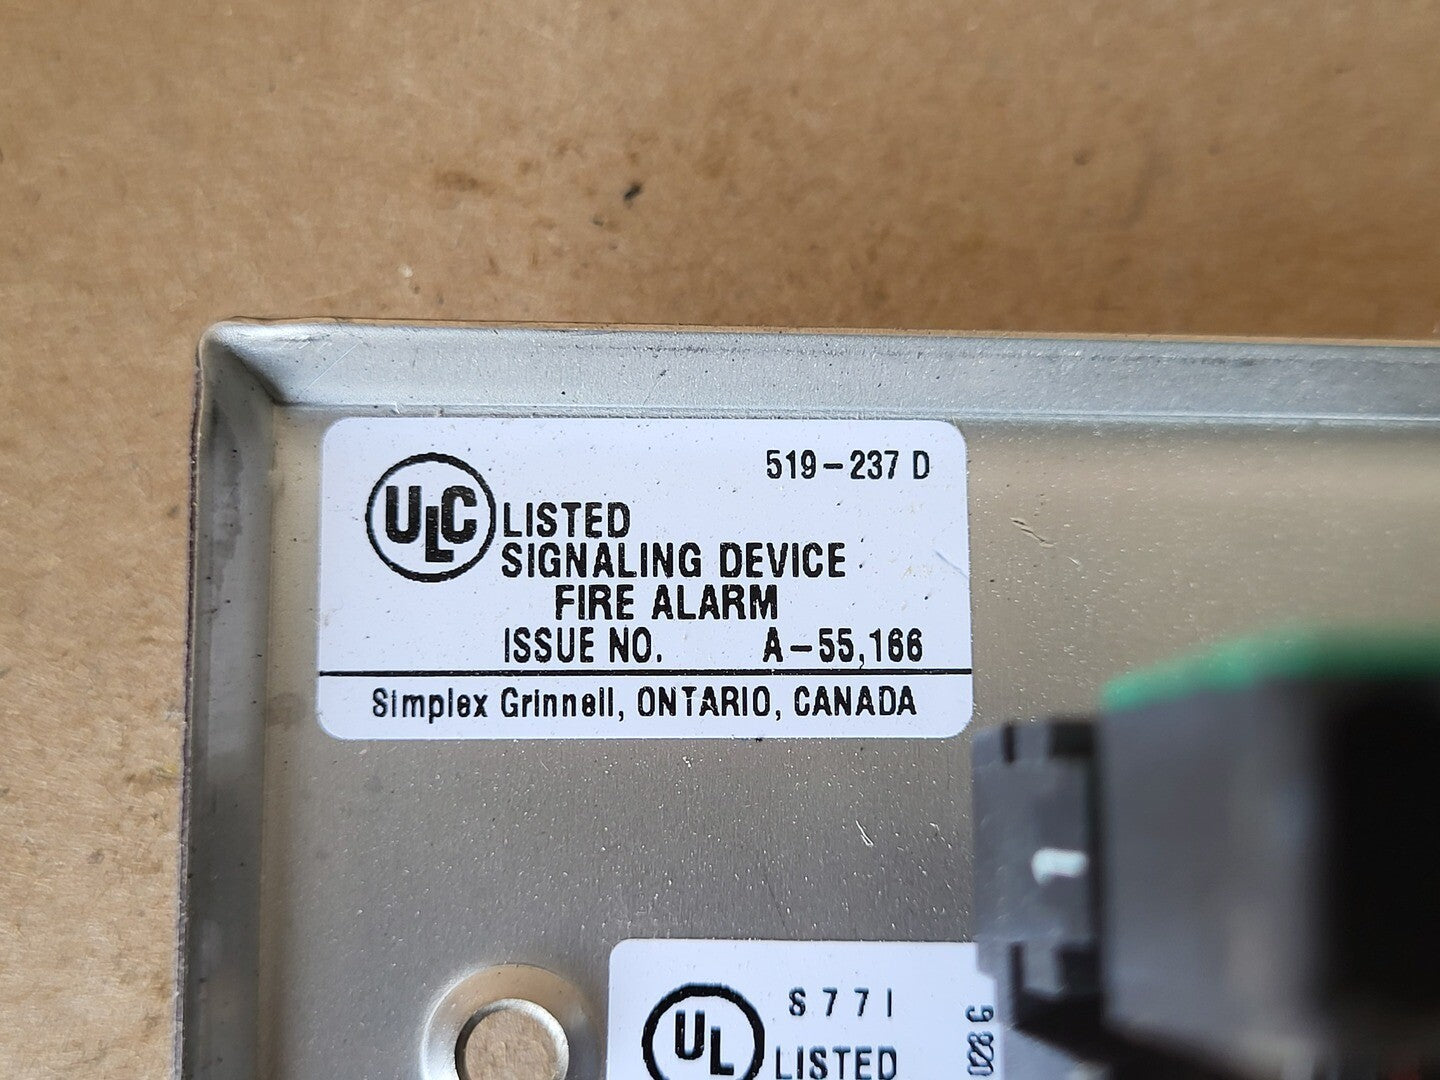 519-237 D
ULC LISTED
SIGNALING DEVICE
FIRE ALARM
ISSUE NO. A-55,166
Simplex Grinnell, ONTARIO, CANADA
S771
UL LISTED